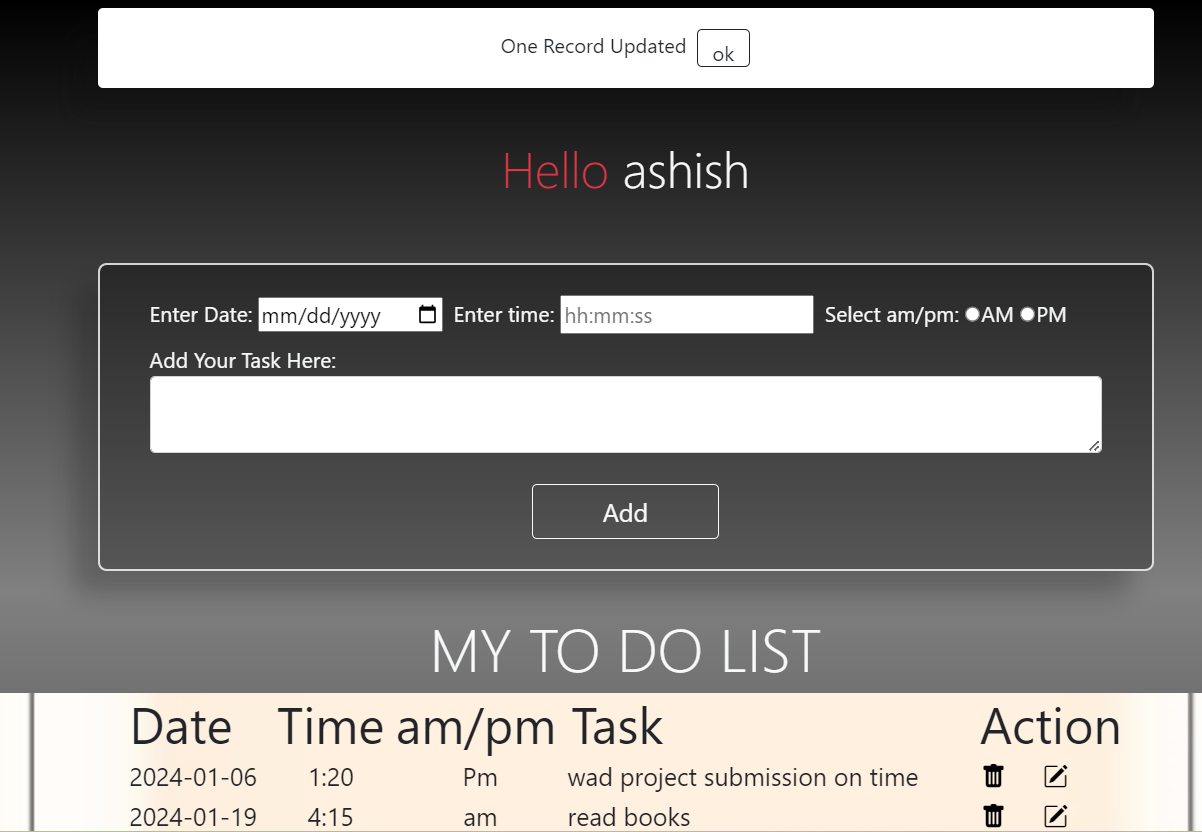 One Record Updated ok
Hello ashish
Enter Date: mm/dd/yyyy Enter time: hh:mm:ss Select am/pm: AM PM
Add Your Task Here:
Add
MY TO DO LIST
Date Time am/pm Task Action
2024-01-06 1:20 Pm wad project submission on time
2024-01-19 4:15 am read books